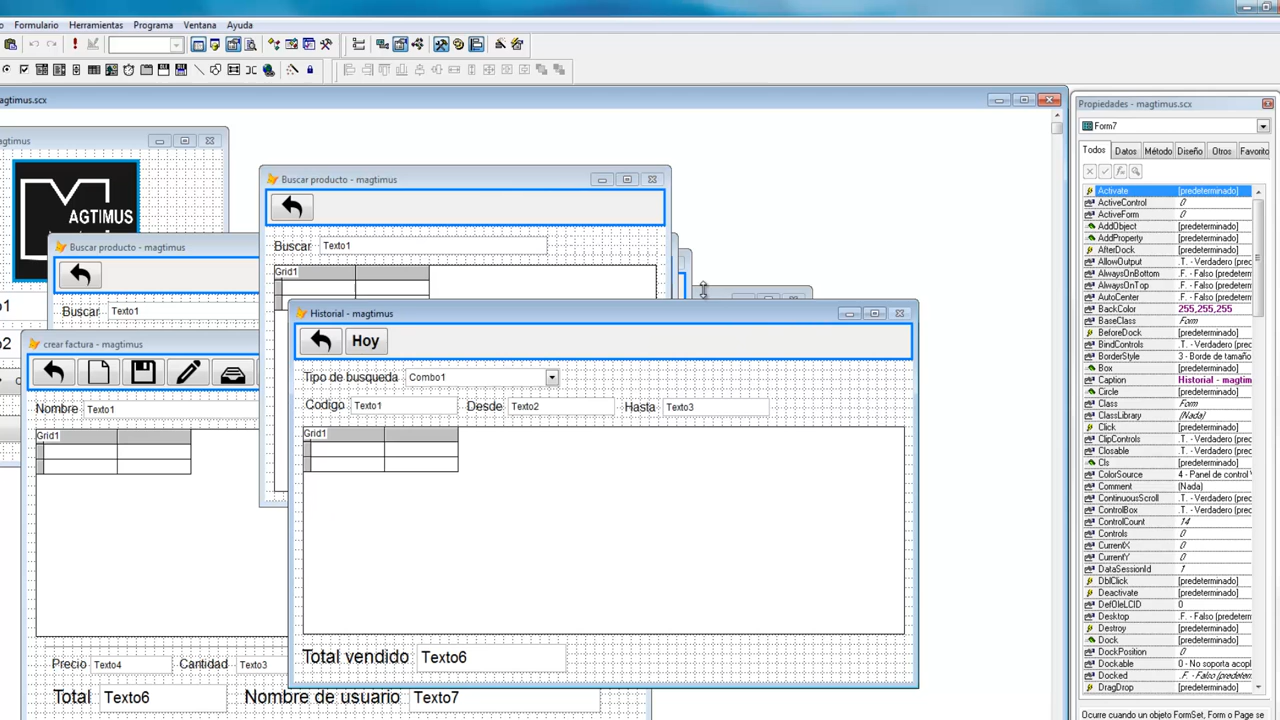 Formulario Herramientas Programa Ventana Ayuda
magtimus.scx
Propiedades - magtimus.scx
Form7
Todos Datos Método Diseño Otros Favorito
Activate [predeterminado]
ActiveControl 0
ActiveForm 0
AddObject [predeterminado]
AddProperty [predeterminado]
AfterDock [predeterminado]
AllowOutput .T. - Verdadero (prec
AlwaysOnBottom .F. - Falso (predeterm
AlwaysOnTop .F. - Falso (predeterm
AutoCenter .F. - Falso (predeterm
BackColor 255,255,255
BaseClass Form
BeforeDock [predeterminado]
BindControls .T. - Verdadero (prec
BorderStyle 3 - Borde de tamaño
Box [predeterminado]
Caption Historial - magtim
Circle [predeterminado]
Class Form
ClassLibrary (Nada)
Click [predeterminado]
ClipControls .T. - Verdadero (prec
Closable .T. - Verdadero (prec
Cls [predeterminado]
ColorSource 4 - Panel de control
Comment (Nada)
ContinuousScroll .T. - Verdadero (prec
ControlBox .T. - Verdadero (prec
ControlCount 14
Controls 0
CurrentX 0
CurrentY 0
DataSessionId 1
DblClick [predeterminado]
Deactivate [predeterminado]
DefOleLCID 0
Desktop .F. - Falso (predeterm
Destroy [predeterminado]
Dock [predeterminado]
DockPosition 0
Dockable 0 - No soporta acopl
Docked .F. - Falso (predeterm
DragDrop [predeterminado]
Ocurre cuando un objeto FormSet, Form o Page se
agtimus
MAGTIMUS
Buscar producto - magtimus
Buscar Texto1
crear factura - magtimus
Nombre Texto1
Grid1
Precio Texto4 Cantidad Texto3
Total Texto6 Nombre de usuario Texto7
Buscar producto - magtimus
Buscar Texto1
Grid1
Historial - magtimus
Hoy
Tipo de busqueda Combo1
Codigo Texto1 Desde Texto2 Hasta Texto3
Grid1
Total vendido Texto6